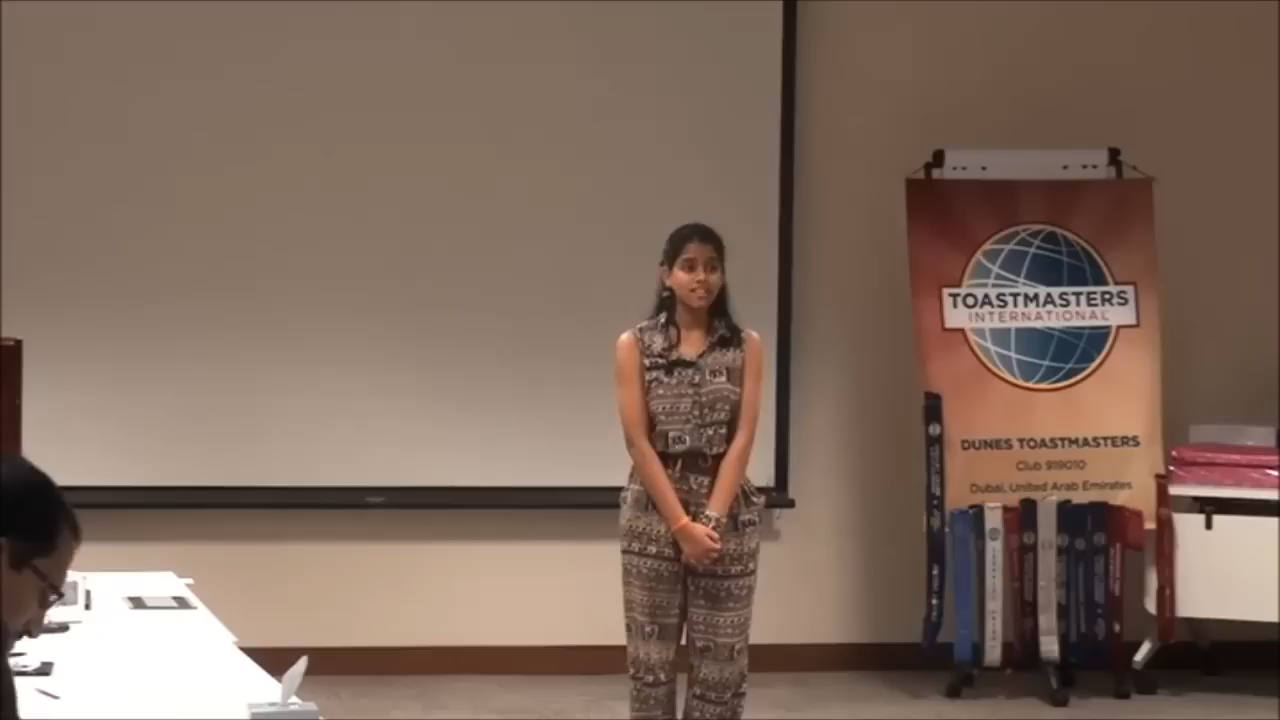 TOASTMASTERS
INTERNATIONAL
DUNES TOASTMASTERS
Club 919010
Dubai, United Arab Emirates